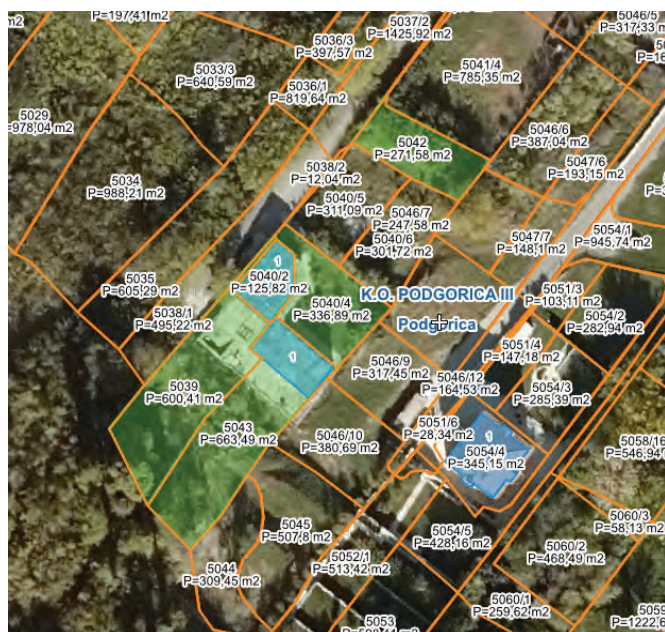 P=197,41 m2
5037/2
P=1425,92 m2
5046/5
P=317,33 m2
m2
5036/3
P=397,57 m2
5033/3
P=640,59 m2
5041/4
P=785,35 m2
5036/1
P=819,64 m2
5029
=978,04 m2
5042
P=271,58 m2
5046/6
P=387,04 m2
5034
P=988,21 m2
5038/2
P=12,04 m2
5047/6
P=193,15 m2
5040/5
P=311,09 m2
5046/7
P=247,58 m2
5054/1
P=945,74 m2
5040/6
P=301,72 m2
5047/7
P=148,1 m2
1
5040/2
P=125,82 m2
5035
P=605,29 m2
K.O. PODGORICA III
5051/3
P=103,11 m2
5040/4
P=336,89 m2
5038/1
P=495,22 m2
Podgorica
5054/2
P=282,94 m2
5051/4
P=147,18 m2
1
5046/9
P=317,45 m2
5046/12
P=164,53 m2
5054/3
P=285,39 m2
5039
P=600,41 m2
5051/6
P=28,34 m2
5043
P=663,49 m2
5046/10
P=380,69 m2
1
5054/4
P=345,15 m2
5058/16
P=546,94
5060/3
P=58,13 m2
5045
P=507,8 m2
5054/5
P=428,16 m2
5060/2
P=468,49 m2
5052/1
P=513,42 m2
5044
P=309,45 m2
5060/1
P=259,62 m2
5053
P=1222,6